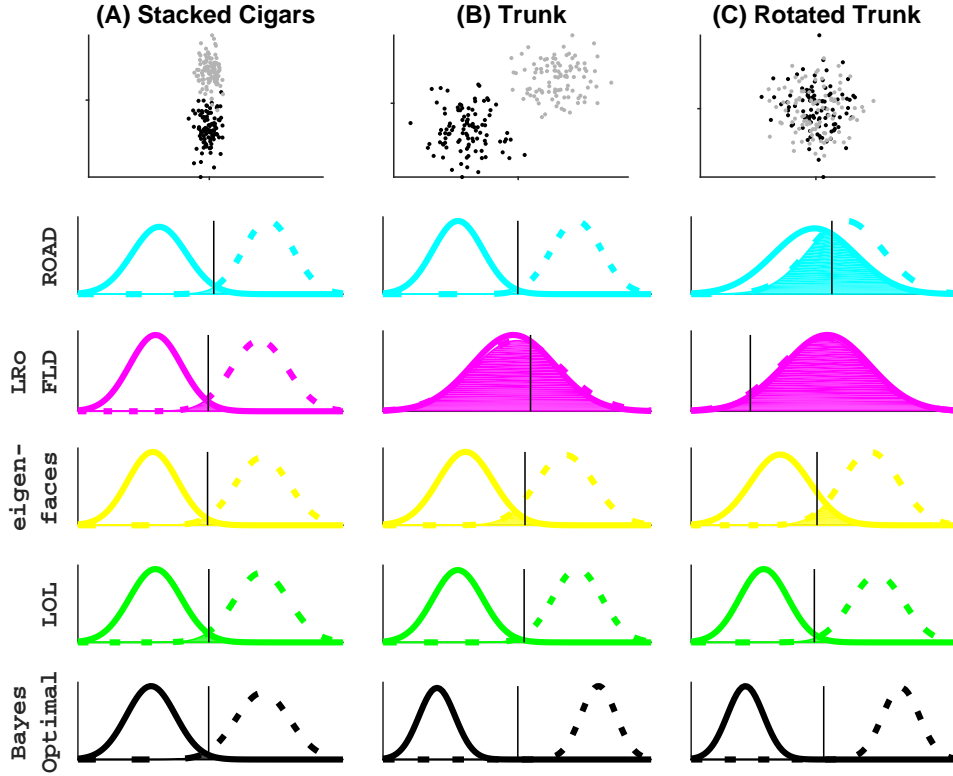 (A) Stacked Cigars
(B) Trunk
(C) Rotated Trunk
ROAD
LRo
FLD
eigen-
faces
LOL
Bayes
Optimal